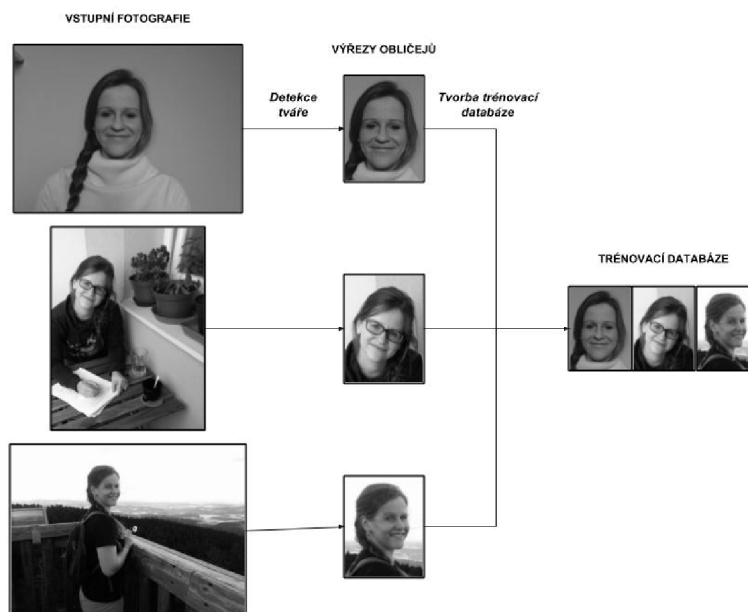 VSTUPNÍ FOTOGRAFIE
VÝŘEZY OBLIČEJŮ
Detekce
tváře
Tvorba trénovací
databáze
TRÉNOVACÍ DATABÁZE